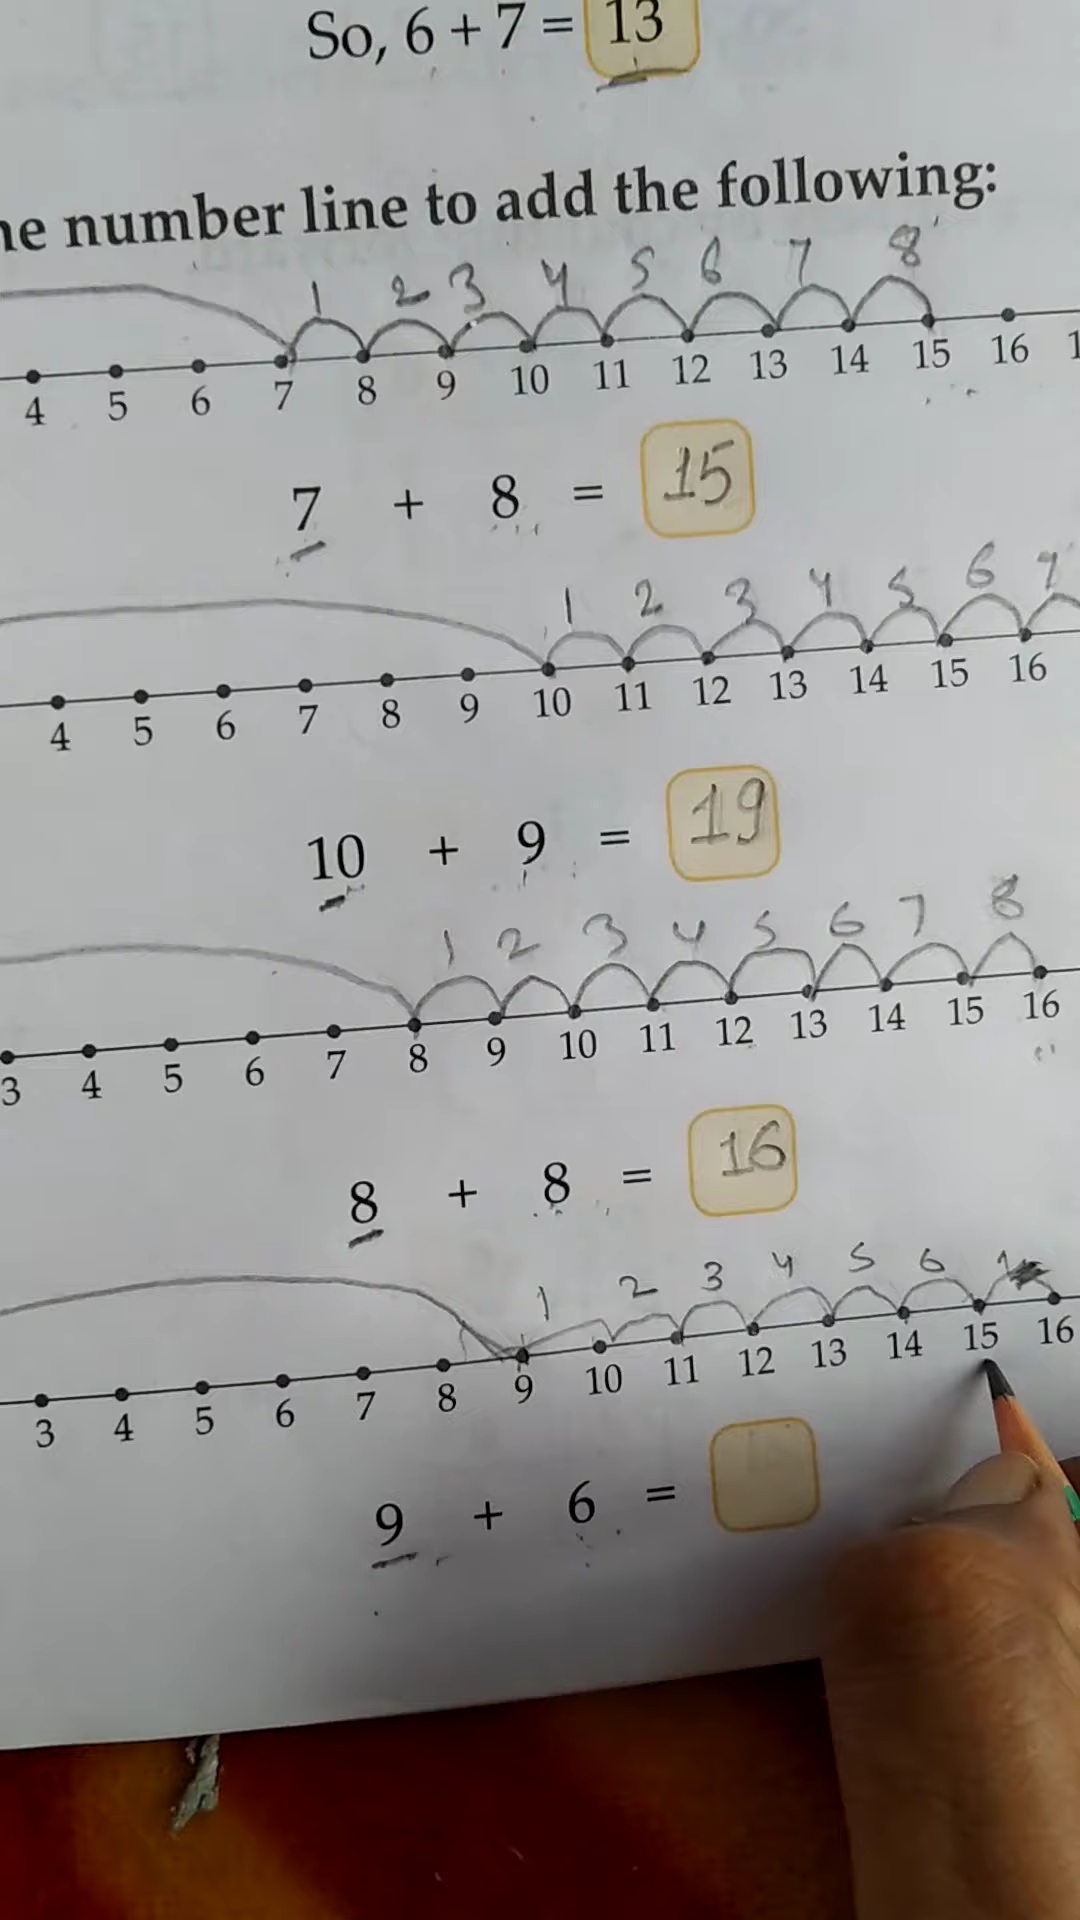 So, 6 + 7 = 13
number line to add the following:
1 2 3 4 5 6 7 8
4 5 6 7 8 9 10 11 12 13 14 15 16
7 + 8 = 15
1 2 3 4 5 6 7
4 5 6 7 8 9 10 11 12 13 14 15 16
10 + 9 = 19
1 2 3 4 5 6 7 8
3 4 5 6 7 8 9 10 11 12 13 14 15 16
8 + 8 = 16
1 2 3 4 5 6
3 4 5 6 7 8 9 10 11 12 13 14 15 16
9 + 6 =